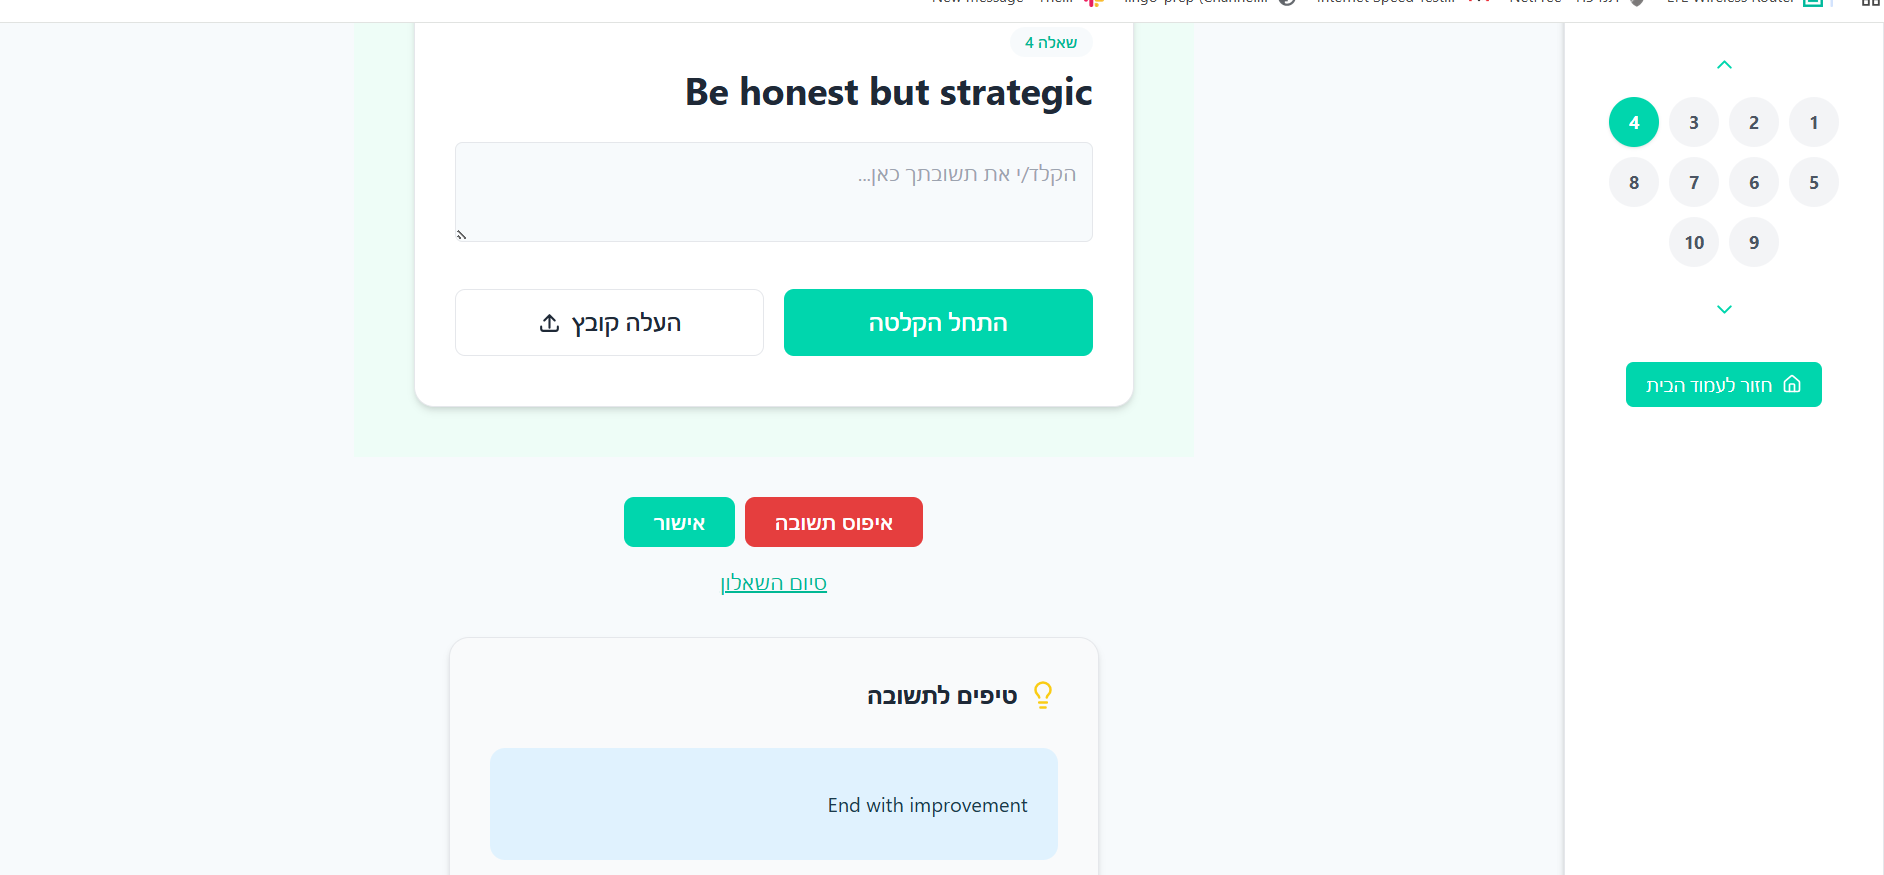 שאלה 4
Be honest but strategic
הקלד/י את תשובתך כאן...
התחל הקלטה
העלה קובץ
איפוס תשובה
אישור
סיום השאלון
טיפים לתשובה
End with improvement
1
2
3
4
5
6
7
8
9
10
חזור לעמוד הבית